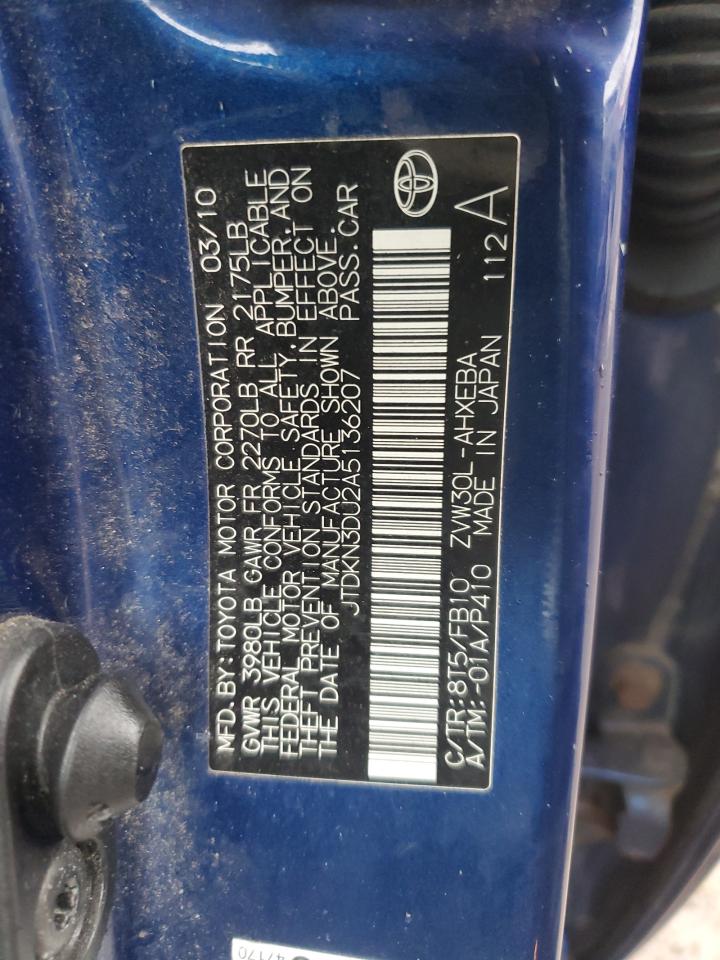 MFD. BY: TOYOTA MOTOR CORPORATION 03/10
GVWR 3980LB GAWR FR 2270LB RR 2175LB
THIS VEHICLE CONFORMS TO ALL APPLICABLE
FEDERAL MOTOR VEHICLE SAFETY, BUMPER, AND
THEFT PREVENTION STANDARDS IN EFFECT ON
THE DATE OF MANUFACTURE SHOWN ABOVE.
JTDKN3DU2A5136207 PASS. CAR
C/TR: 8T5/FB10 ZVW30L-AHXEBA 112 A
A/TM: -01A/P410 MADE IN JAPAN
47170